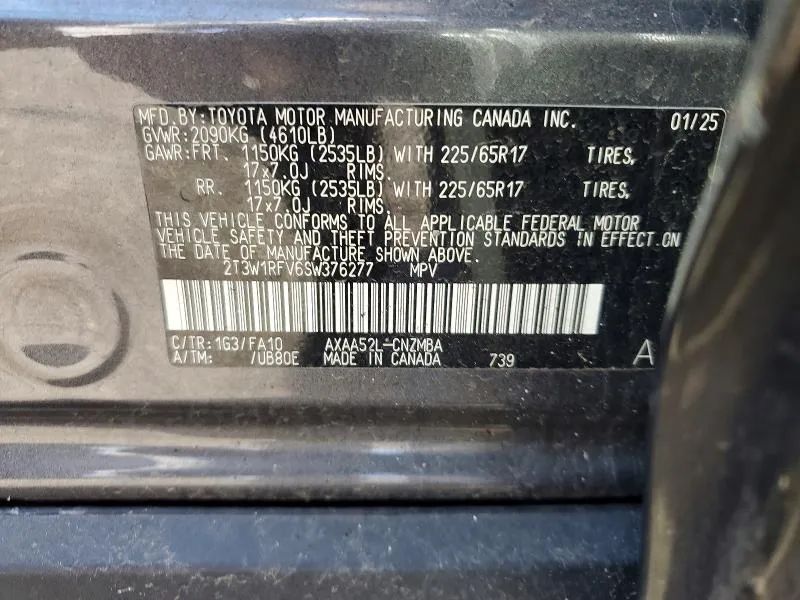 MFD.BY:TOYOTA MOTOR MANUFACTURING CANADA INC. 01/25
GVWR:2090KG (4610LB)
GAWR:FRT. 1150KG (2535LB) WITH 225/65R17 TIRES,
17x7.0J RIMS.
RR. 1150KG (2535LB) WITH 225/65R17 TIRES,
17x7.0J RIMS.
THIS VEHICLE CONFORMS TO ALL APPLICABLE FEDERAL MOTOR
VEHICLE SAFETY AND THEFT PREVENTION STANDARDS IN EFFECT ON
THE DATE OF MANUFACTURE SHOWN ABOVE.
2T3W1RFV6SW376277 MPV
C/TR:1G3/FA10 AXAA52L-CNZMBA
A/TM: /UB80E MADE IN CANADA 739 A